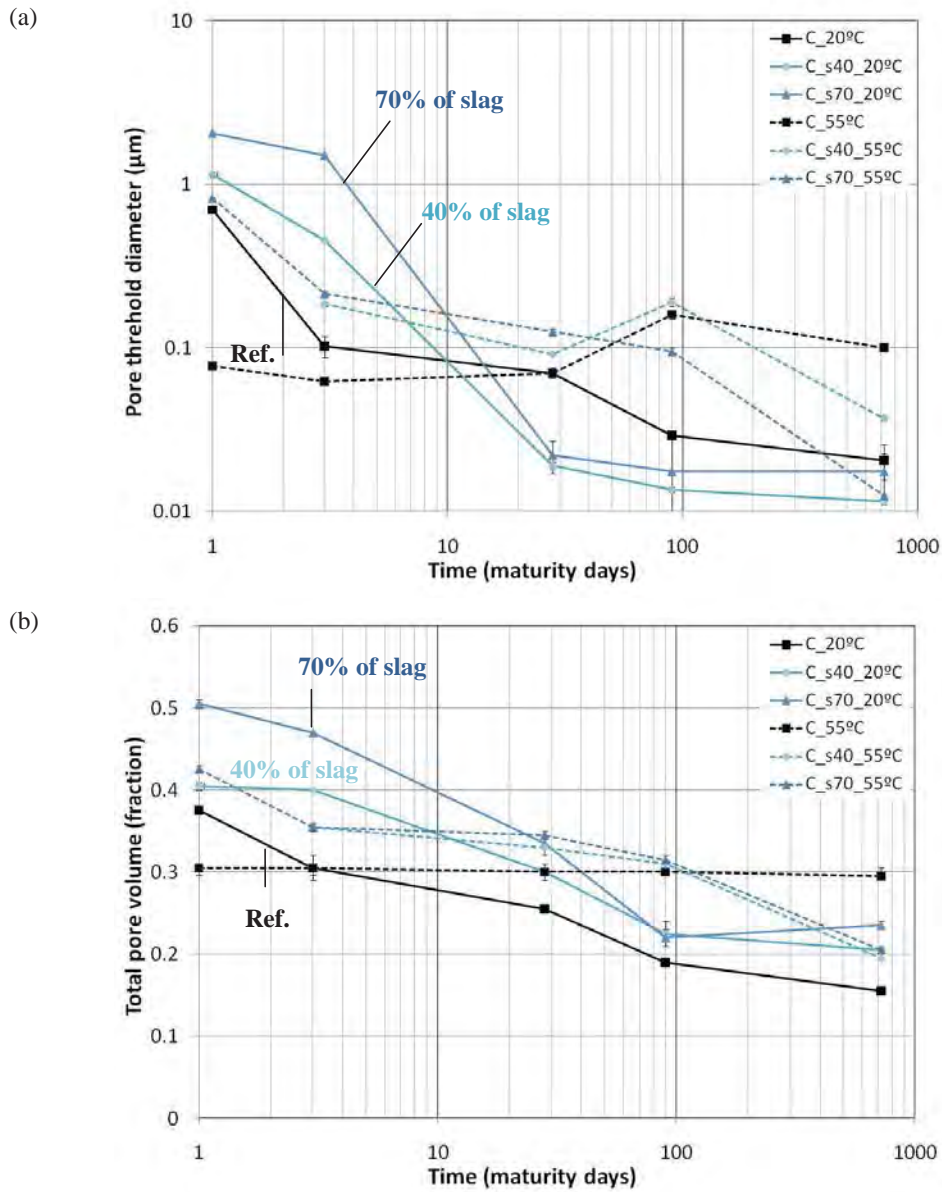 (a)
10
1
0.1
0.01
Pore threhold diameter (µm)
C_20ºC
C_s40_20ºC
C_s70_20ºC
C_55ºC
C_s40_55ºC
C_s70_55ºC
70% of slag
40% of slag
Ref.
1
10
100
1000
Time (maturity days)
(b)
0.6
0.5
0.4
0.3
0.2
0.1
0
Total pore volume (fraction)
C_20ºC
C_s40_20ºC
C_s70_20ºC
C_55ºC
C_s40_55ºC
C_s70_55ºC
70% of slag
40% of slag
Ref.
1
10
100
1000
Time (maturity days)